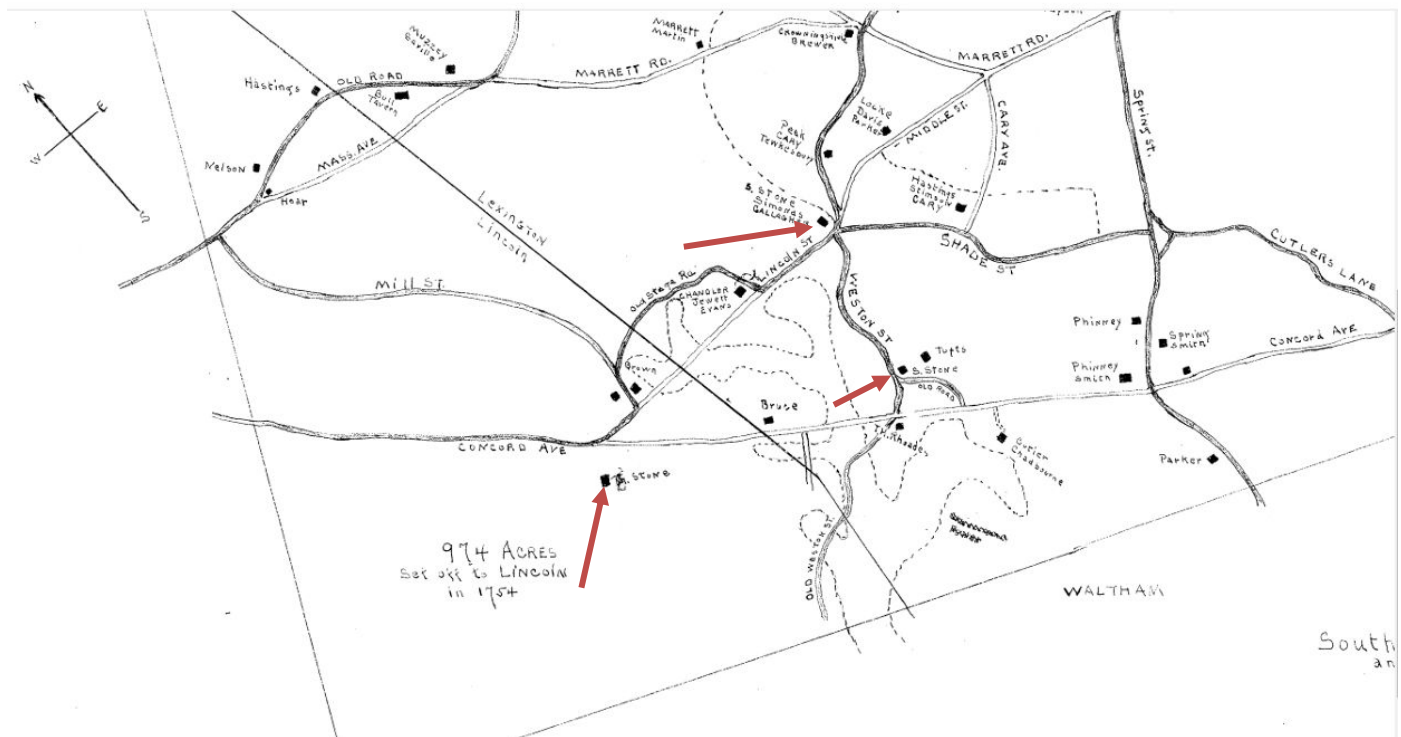 MARRETT
Martin
CROWNINSHIELD
BREWER
MARRETT RD.
Muzzey
OLD ROAD
MARRETT RD.
Hastings
Bull
Tavern
N
E
W
S
MASS. AVE
Nelson
Hoar
Locke
Davis
Parker
MIDDLE ST.
CARY AVE.
Spring St.
Peak
CARY
Tewksbury
Hastings
Stimpson
CARY
S. STONE
Simonds
GALLAGHER
Lexington
Lincoln
LINCOLN ST
SHADE ST
CUTLERS LANE
MILL ST.
Old State Rd.
CHANDLER
Jewett
EVANS
WESTON ST
Phinney
Spring
Smith
CONCORD AVE
Tufts
S. STONE
OLD ROAD
Phinney
Smith
Brown
Bruse
Rhoades
Cutler
Chadbourne
Parker
CONCORD AVE
STONE
OLD WESTON ST.
974 ACRES
Set off to LINCOLN
in 1754
WALTHAM
South
an